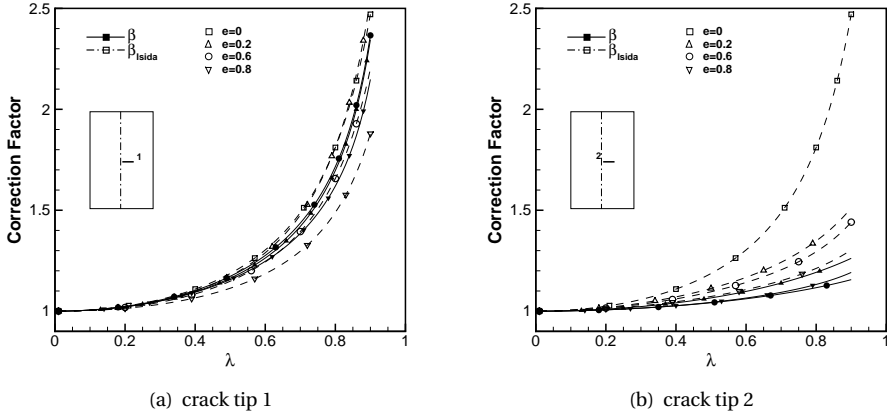 Correction Factor
2.5
2
1.5
1
0
0.2
0.4
0.6
0.8
1
λ
β
β Isida
e=0
e=0.2
e=0.6
e=0.8
1
(a) crack tip 1
Correction Factor
2.5
2
1.5
1
0
0.2
0.4
0.6
0.8
1
λ
β
β Isida
e=0
e=0.2
e=0.6
e=0.8
2
(b) crack tip 2